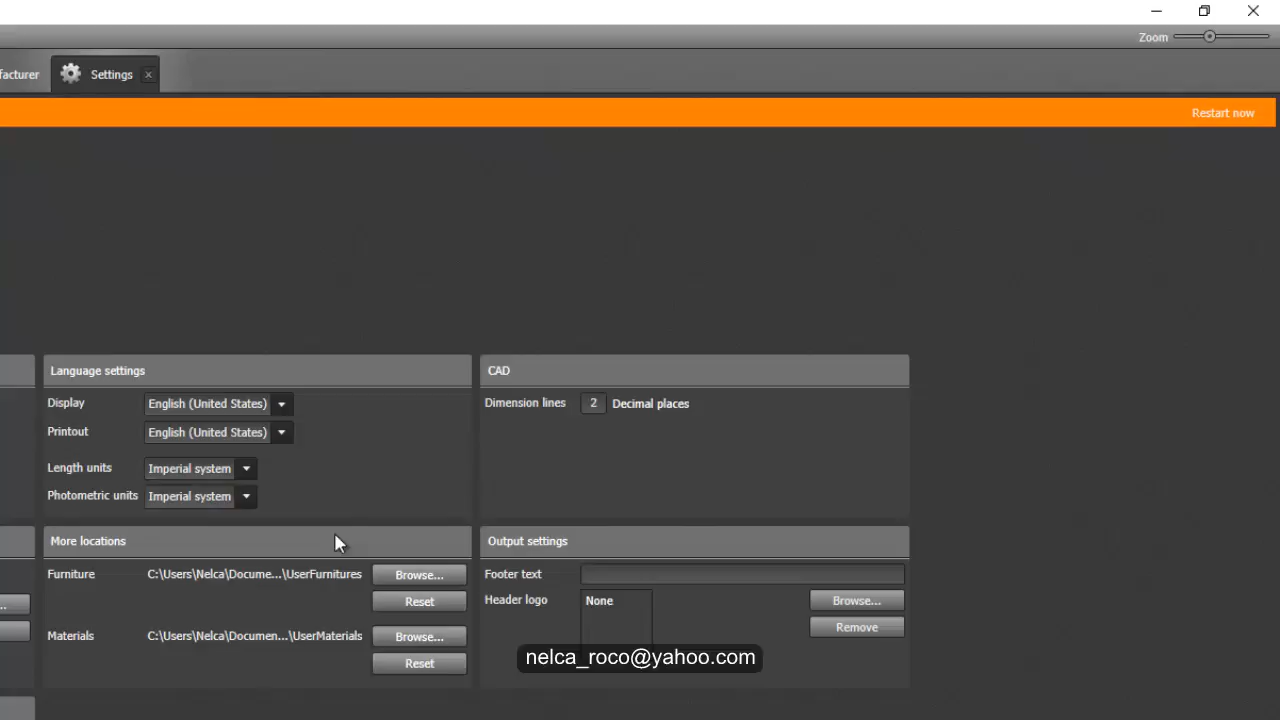 Zoom
facturer
Settings
Restart now
Language settings
Display English (United States)
Printout English (United States)
Length units Imperial system
Photometric units Imperial system
CAD
Dimension lines 2 Decimal places
More locations
Furniture C:\Users\Nelca\Docume...\UserFurnitures Browse...
Reset
Materials C:\Users\Nelca\Documen...\UserMaterials Browse...
Reset
Output settings
Footer text
Header logo None Browse...
Remove
...
nelca_roco@yahoo.com